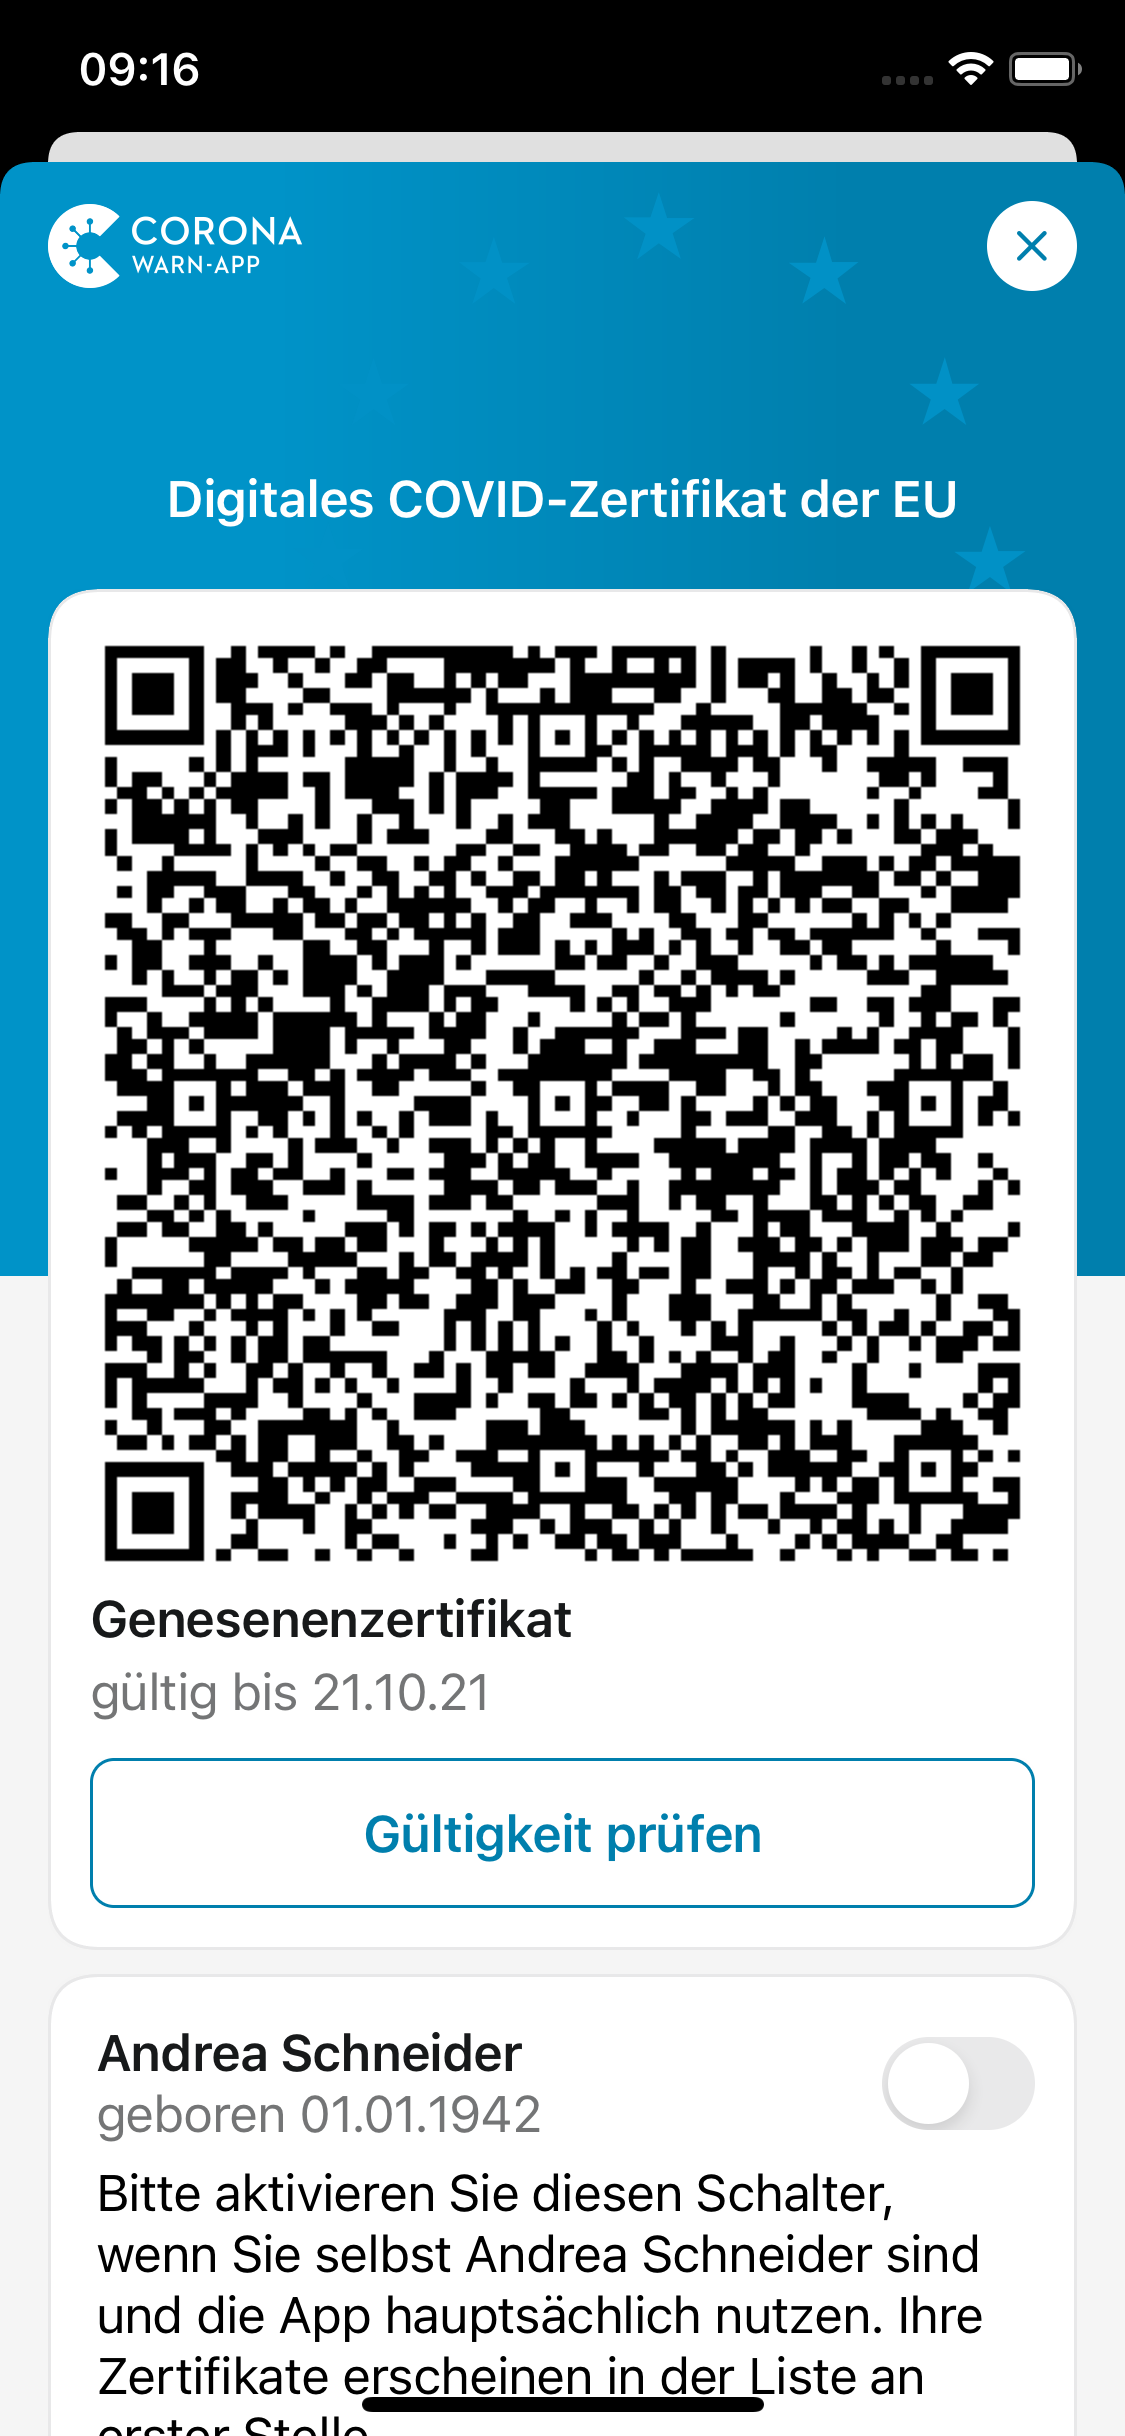 09:16
CORONA
WARN-APP
Digitales COVID-Zertifikat der EU
Genesenenzertifikat
gültig bis 21.10.21
Gültigkeit prüfen
Andrea Schneider
geboren 01.01.1942
Bitte aktivieren Sie diesen Schalter,
wenn Sie selbst Andrea Schneider sind
und die App hauptsächlich nutzen. Ihre
Zertifikate erscheinen in der Liste an
erster Stelle